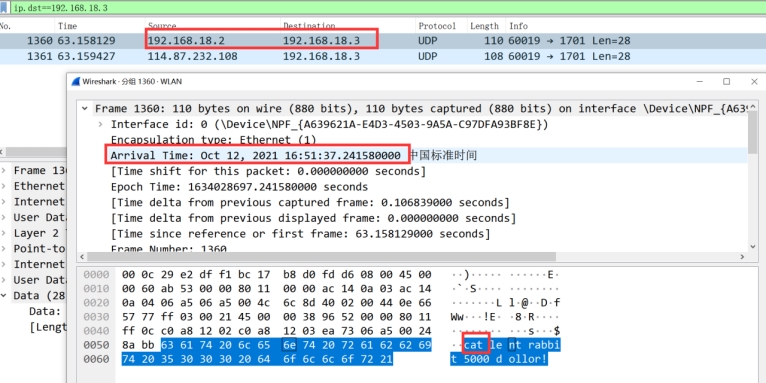 ip.dst==192.168.18.3
No. Time Source Destination Protocol Length Info
1360 63.158129 192.168.18.2 192.168.18.3 UDP 110 60019 → 1701 Len=28
1361 63.159427 114.87.232.108 192.168.18.3 UDP 108 60019 → 1701 Len=28
Wireshark · 分组 1360 · WLAN
Frame 1360: 110 bytes on wire (880 bits), 110 bytes captured (880 bits) on interface \Device\NPF_{A639
Interface id: 0 (\Device\NPF_{A639621A-E4D3-4503-9A5A-C97DFA93BF8E})
Encapsulation type: Ethernet (1)
Arrival Time: Oct 12, 2021 16:51:37.241580000 中国标准时间
[Time shift for this packet: 0.000000000 seconds]
Epoch Time: 1634028697.241580000 seconds
[Time delta from previous captured frame: 0.106839000 seconds]
[Time delta from previous displayed frame: 0.000000000 seconds]
[Time since reference or first frame: 63.158129000 seconds]
Frame Number: 1360
Frame 136
Ethernet
Internet
User Dat
Layer 2
Point-to
Internet
User Dat
Data (28
Data:
[Lengt
0000 00 0c 29 e2 df f1 bc 17 b8 d0 fd d6 08 00 45 00 ··)····· ······E·
0010 00 60 ab 53 00 00 80 11 00 00 ac 14 0a 03 ac 14 ·`·S···· ········
0020 0a 04 06 a5 06 a5 00 4c 6c 8d 40 02 00 44 0e 66 ·······L l·@··D·f
0030 57 77 ff 03 00 21 45 00 00 38 96 52 00 00 80 11 Ww···!E· ·8·R····
0040 ff 0c c0 a8 12 02 c0 a8 12 03 ea 73 06 a5 00 24 ········ ···s···$
0050 8a bb 63 61 74 20 6c 65 6e 74 20 72 61 62 62 69 ··cat le nt rabbi
0060 74 20 35 30 30 30 20 64 6f 6c 6c 6f 72 21 t 5000 d ollor!